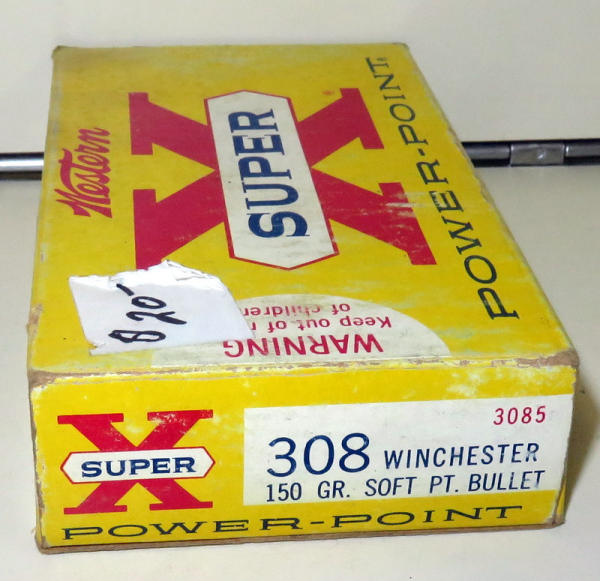 Western
SUPER
X
POWER-POINT
B 20-
WARNING
Keep out of r
of children
3085
X
SUPER
308 WINCHESTER
150 GR. SOFT PT. BULLET
POWER-POINT